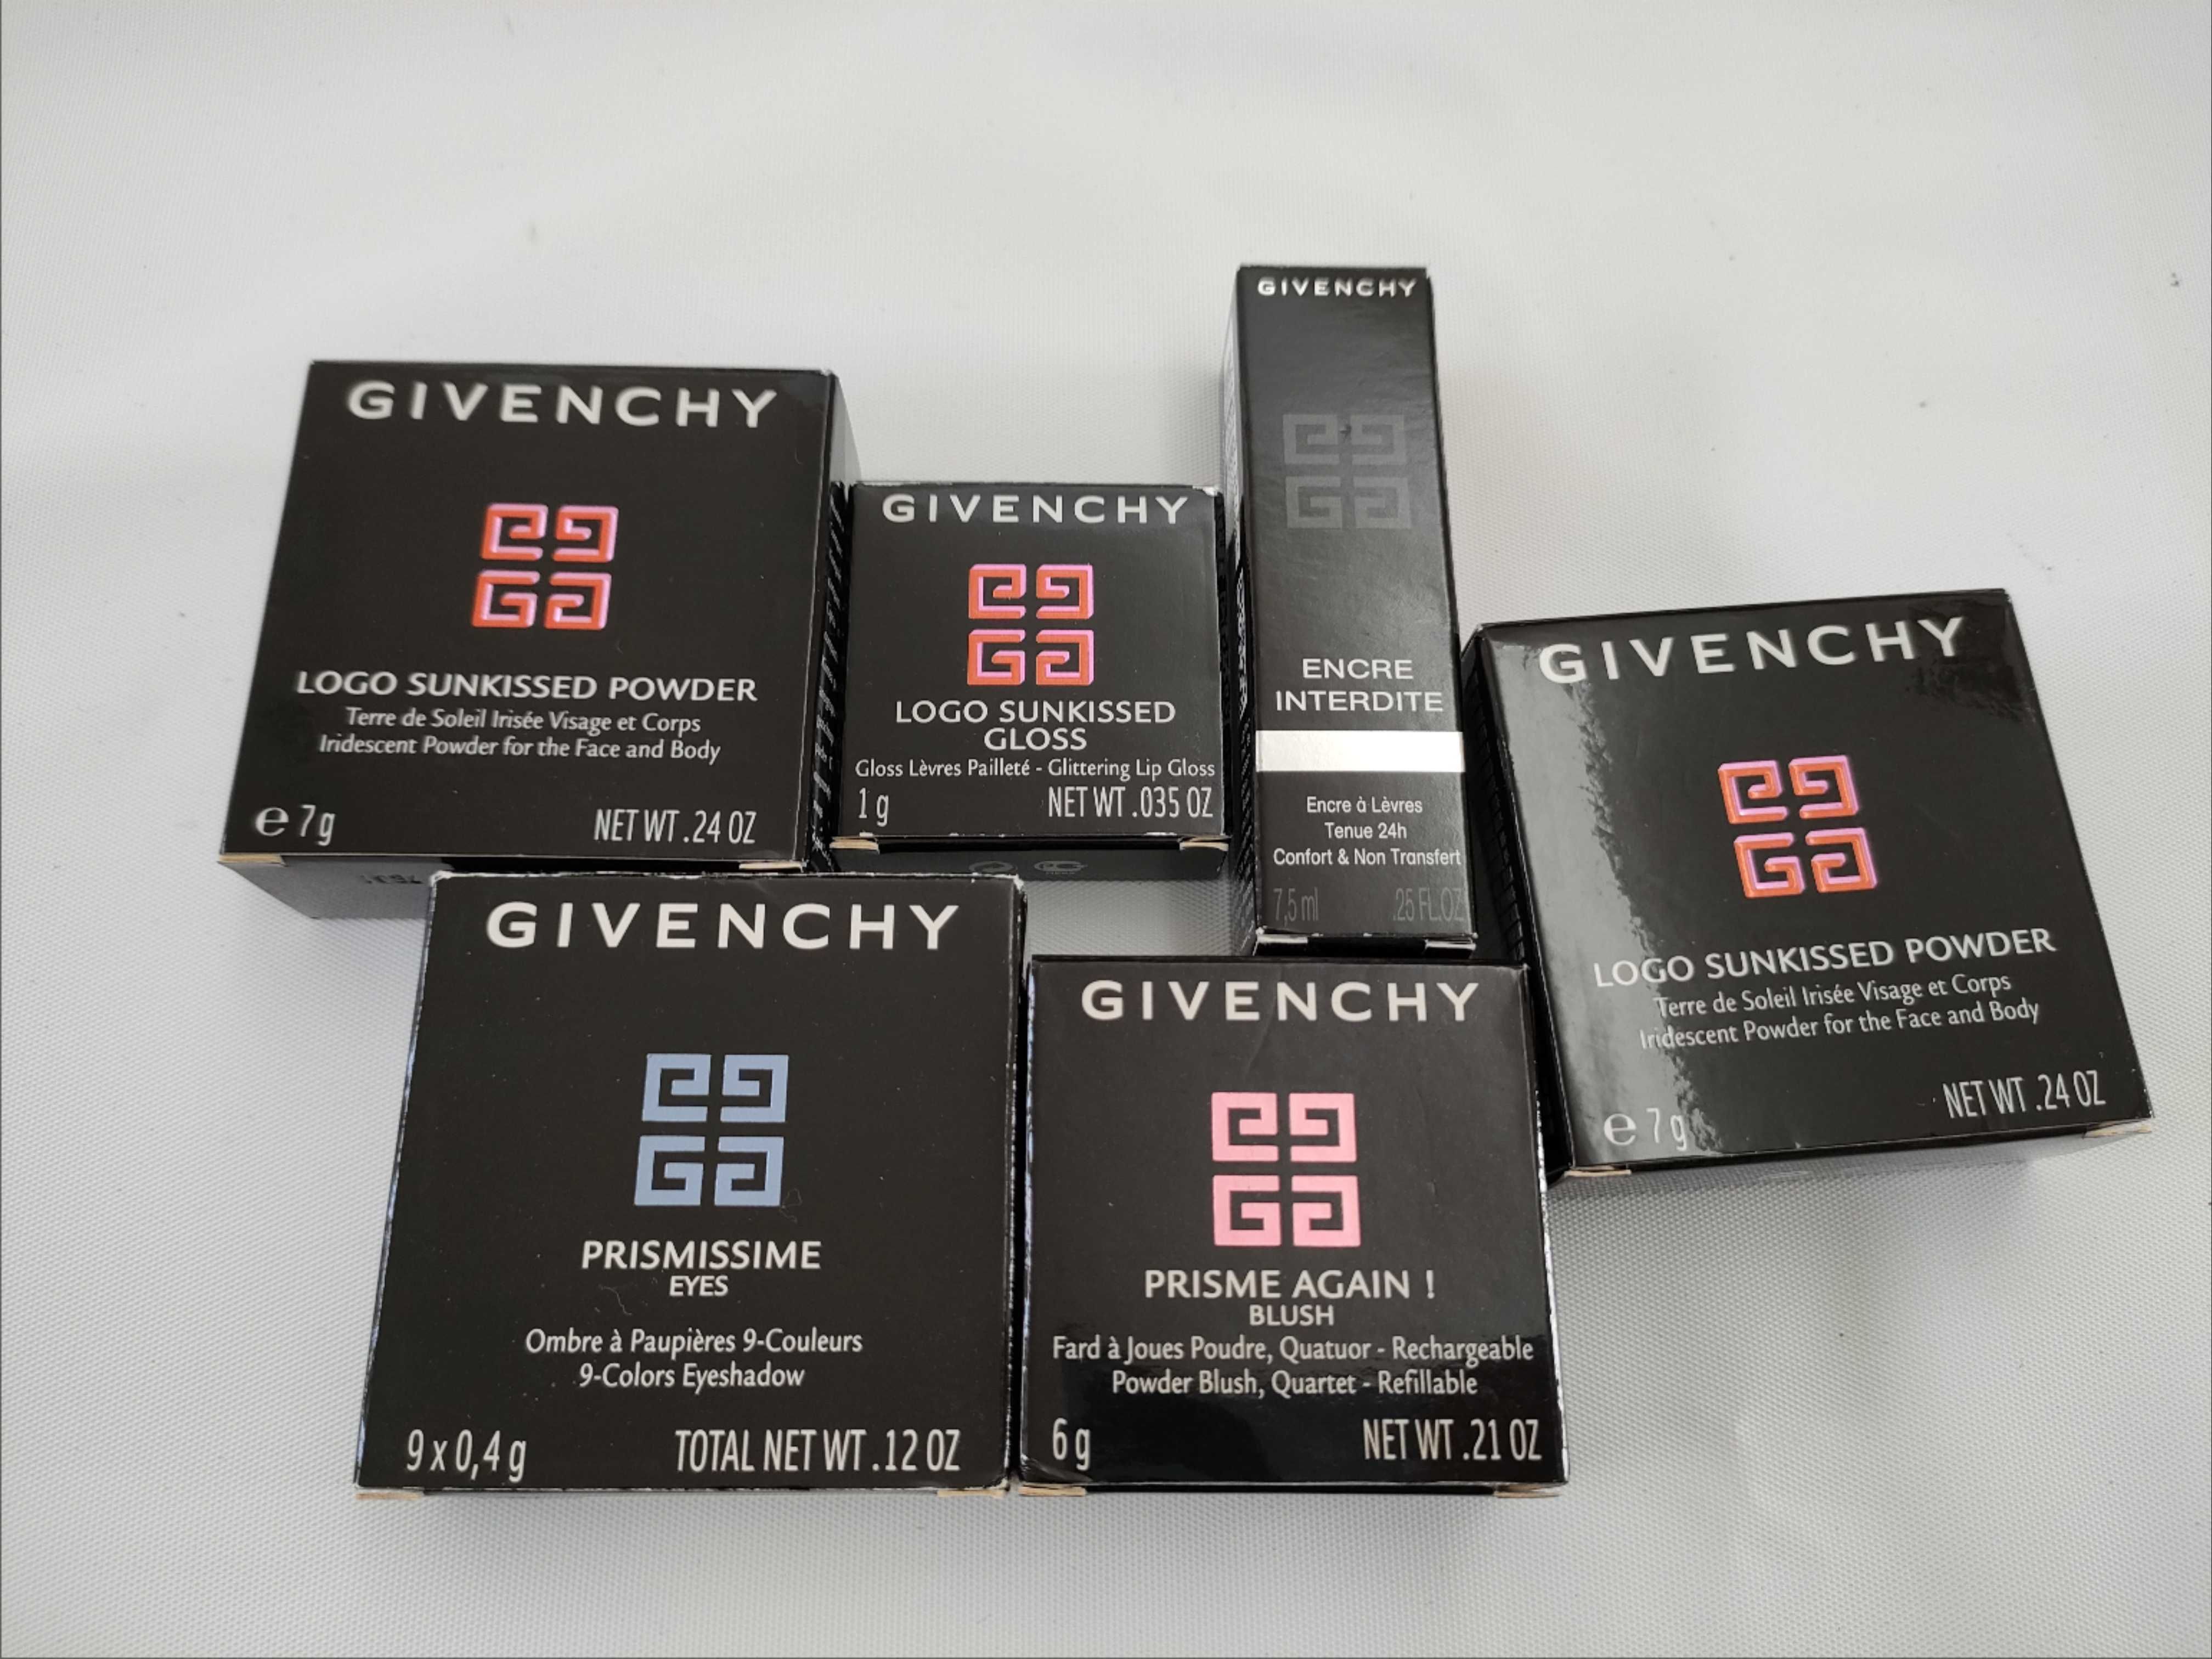 GIVENCHY
LOGO SUNKISSED POWDER
Terre de Soleil Irisée Visage et Corps
Iridescent Powder for the Face and Body
e 7g NET WT .24 OZ
GIVENCHY
LOGO SUNKISSED
GLOSS
Gloss Lèvres Pailleté - Glittering Lip Gloss
1 g NET WT .035 OZ
GIVENCHY
ENCRE
INTERDITE
Encre à Lèvres
Tenue 24h
Confort & Non Transfert
7,5 ml .25 FL.OZ
GIVENCHY
LOGO SUNKISSED POWDER
Terre de Soleil Irisée Visage et Corps
Iridescent Powder for the Face and Body
e 7g NET WT .24 OZ
GIVENCHY
PRISMISSIME
EYES
Ombre à Paupières 9-Couleurs
9-Colors Eyeshadow
9 x 0,4 g TOTAL NET WT .12 OZ
GIVENCHY
PRISME AGAIN !
BLUSH
Fard à Joues Poudre, Quatuor - Rechargeable
Powder Blush, Quartet - Refillable
6 g NET WT .21 OZ